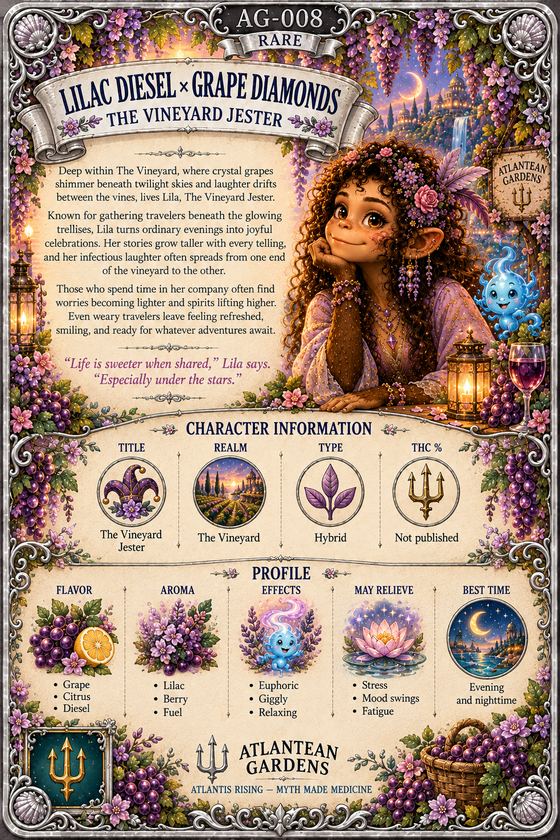 AG-008
RARE
LILAC DIESEL × GRAPE DIAMONDS
THE VINEYARD JESTER
Deep within The Vineyard, where crystal grapes
shimmer beneath twilight skies and laughter drifts
between the vines, lives Lila, The Vineyard Jester.
Known for gathering travelers beneath the glowing
trellises, Lila turns ordinary evenings into joyful
celebrations. Her stories grow taller with every telling,
and her infectious laughter often spreads from one end
of the vineyard to the other.
Those who spend time in her company often find
worries becoming lighter and spirits lifting higher.
Even weary travelers leave feeling refreshed,
smiling, and ready for whatever adventures await.
“Life is sweeter when shared,” Lila says.
“Especially under the stars.”
ATLANTEAN
GARDENS
CHARACTER INFORMATION
TITLE
The Vineyard
Jester
REALM
The Vineyard
TYPE
Hybrid
THC %
Not published
PROFILE
FLAVOR
• Grape
• Citrus
• Diesel
AROMA
• Lilac
• Berry
• Fuel
EFFECTS
• Euphoric
• Giggly
• Relaxing
MAY RELIEVE
• Stress
• Mood swings
• Fatigue
BEST TIME
Evening
and nighttime
ATLANTEAN
GARDENS
ATLANTIS RISING — MYTH MADE MEDICINE